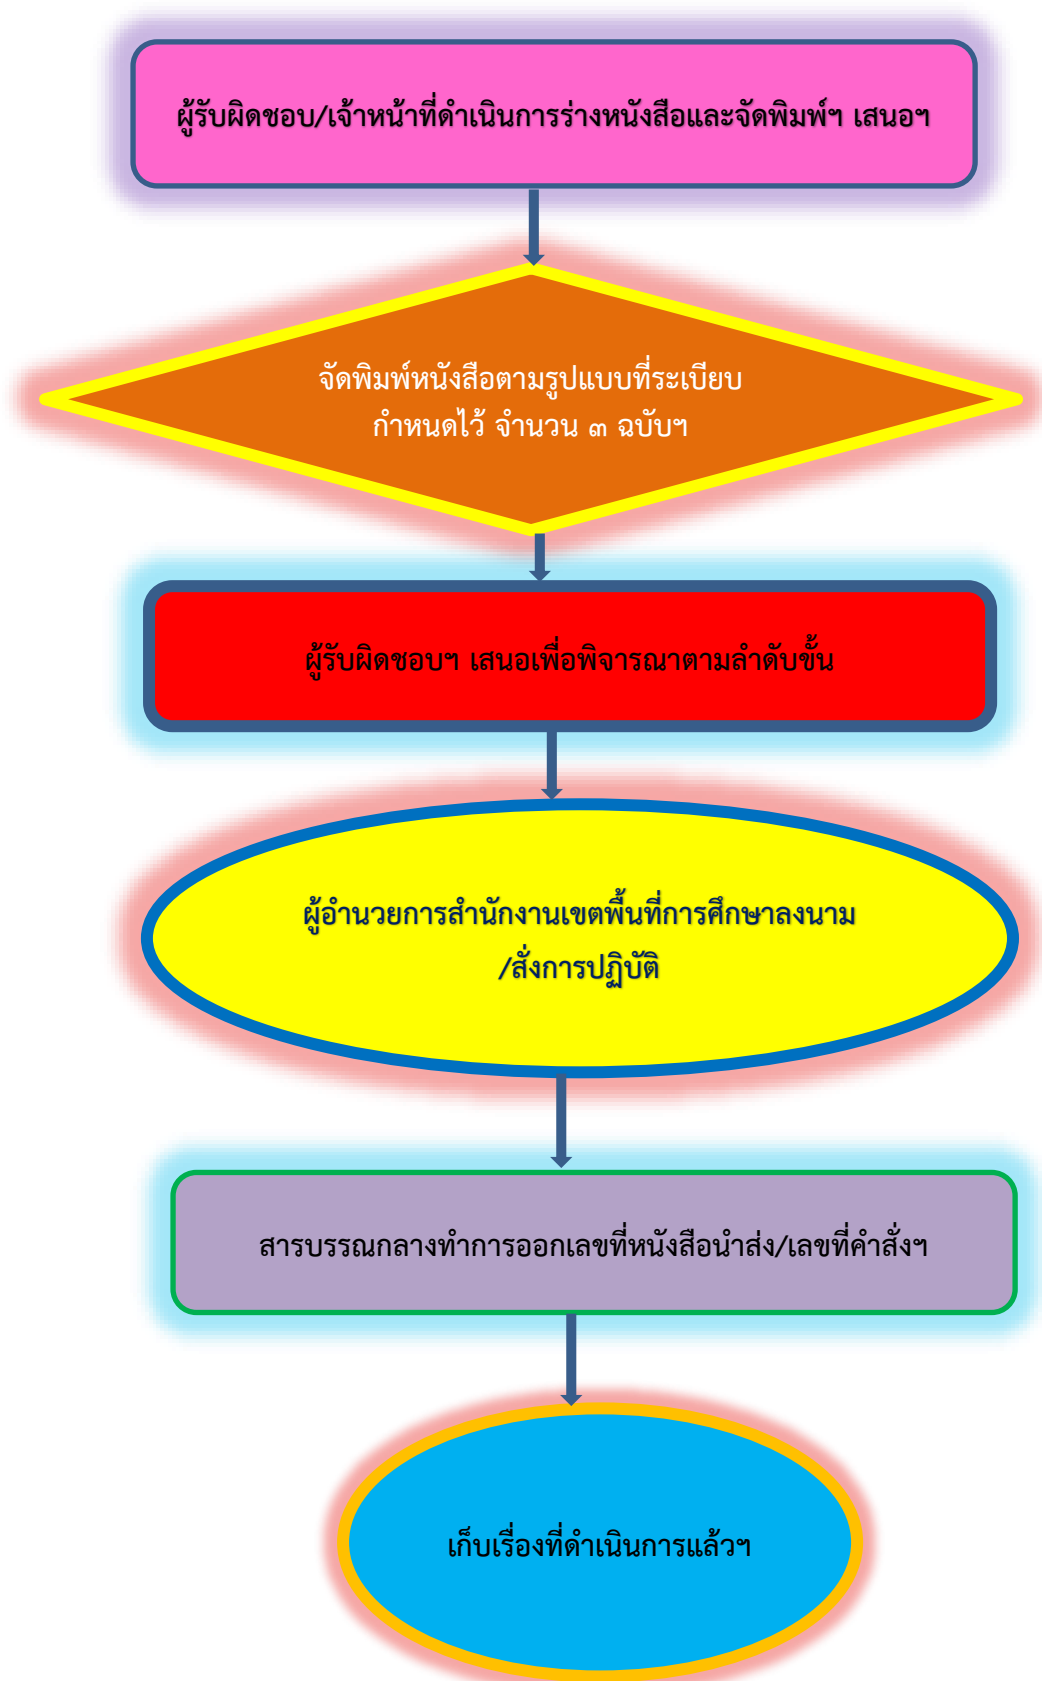 ผู้รับผิดชอบ/เจ้าหน้าที่ดำเนินการร่างหนังสือและจัดพิมพ์ฯ เสนอฯ
จัดพิมพ์หนังสือตามรูปแบบที่ระเบียบ
กำหนดไว้ จำนวน ๓ ฉบับฯ
ผู้รับผิดชอบฯ เสนอเพื่อพิจารณาตามลำดับขั้น
ผู้อำนวยการสำนักงานเขตพื้นที่การศึกษาลงนาม
/สั่งการปฏิบัติ
สารบรรณกลางทำการออกเลขที่หนังสือนำส่ง/เลขที่คำสั่งฯ
เก็บเรื่องที่ดำเนินการแล้วฯ